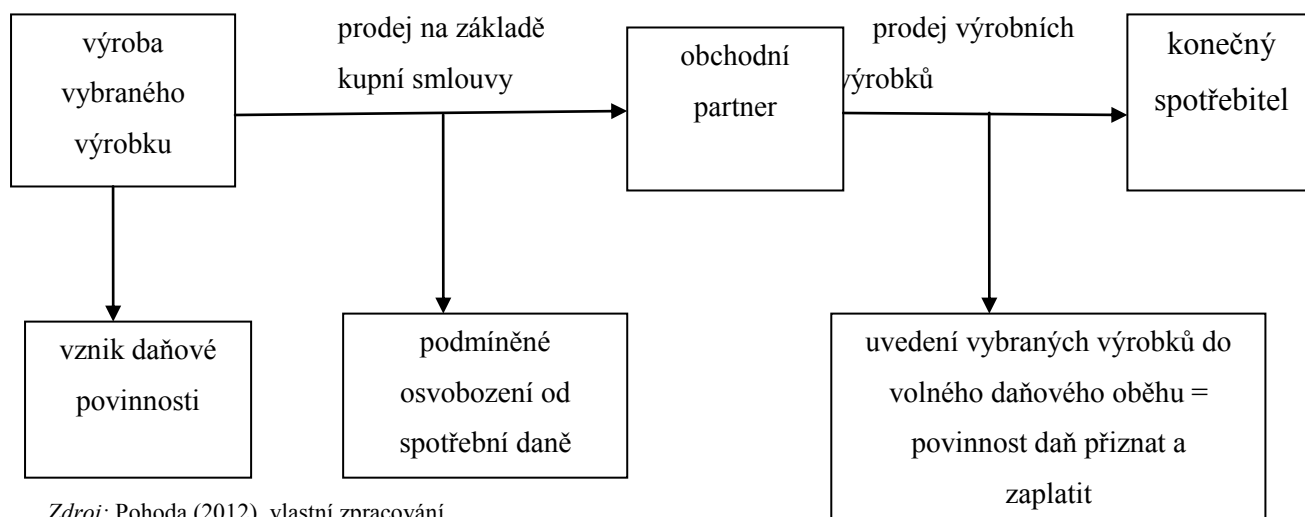 výroba
vybraného
výrobku
prodej na základě
kupní smlouvy
obchodní
partner
prodej výrobních
výrobků
konečný
spotřebitel
vznik daňové
povinnosti
podmíněné
osvobození od
spotřební daně
uvedení vybraných výrobků do
volného daňového oběhu =
povinnost daň přiznat a
zaplatit
Zdroj: Pohoda (2012), vlastní zpracování